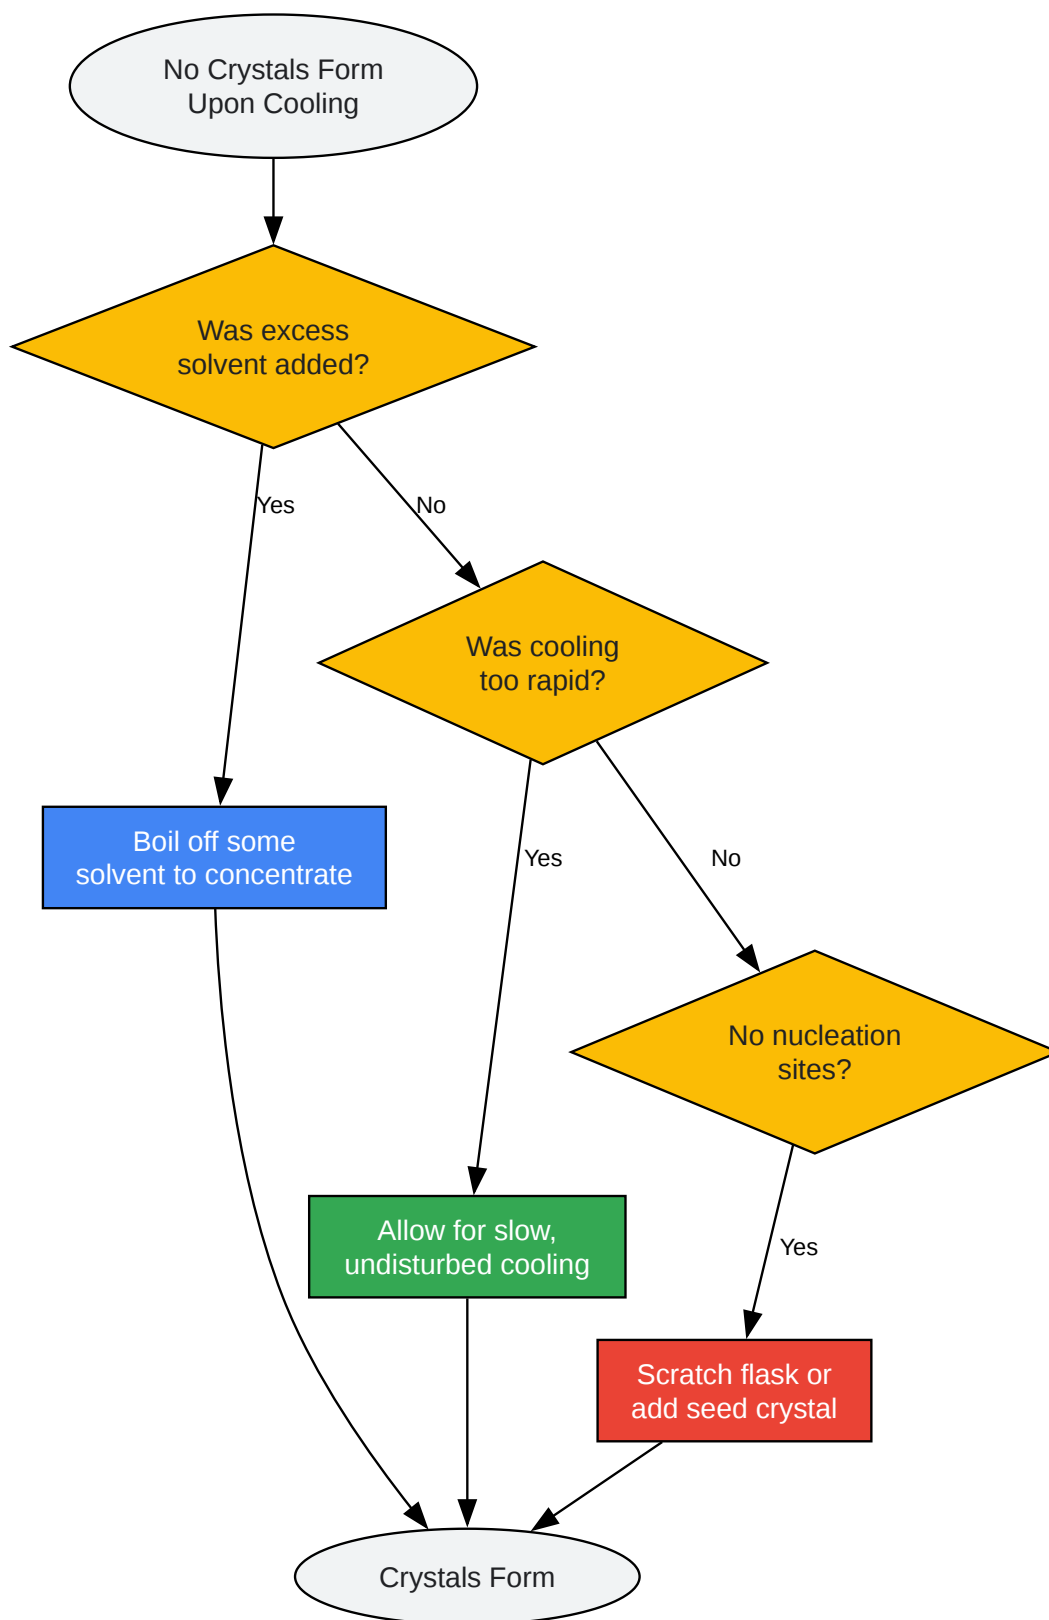 No Crystals Form
Upon Cooling
Was excess
solvent added?
Yes
No
Was cooling
too rapid?
Boil off some
solvent to concentrate
Yes
No
No nucleation
sites?
Allow for slow,
undisturbed cooling
Yes
Scratch flask or
add seed crystal
Crystals Form